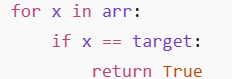 for x in arr:
    if x == target:
        return True